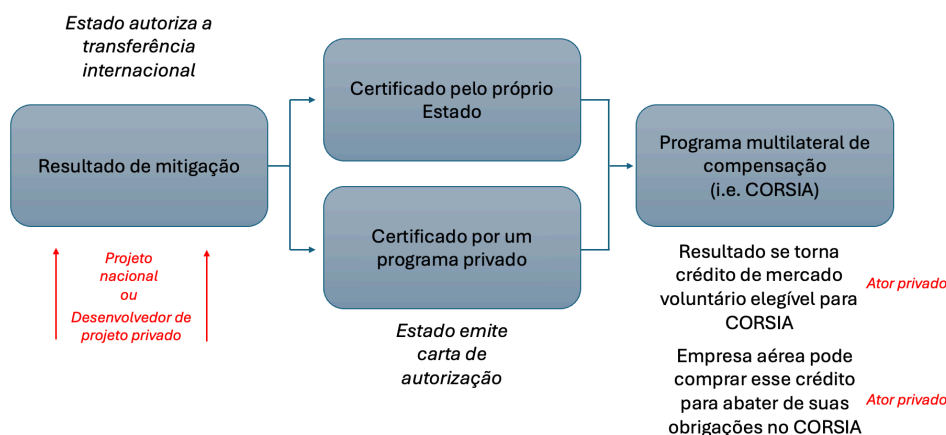 Estado autoriza a
transferência
internacional
Resultado de mitigação
Projeto
nacional
ou
Desenvolvedor de
projeto privado
Certificado pelo próprio
Estado
Certificado por um
programa privado
Estado emite
carta de
autorização
Programa multilateral de
compensação
(i.e. CORSIA)
Resultado se torna
crédito de mercado
voluntário elegível para
CORSIA
Ator privado
Empresa aérea pode
comprar esse crédito
para abater de suas
obrigações no CORSIA
Ator privado